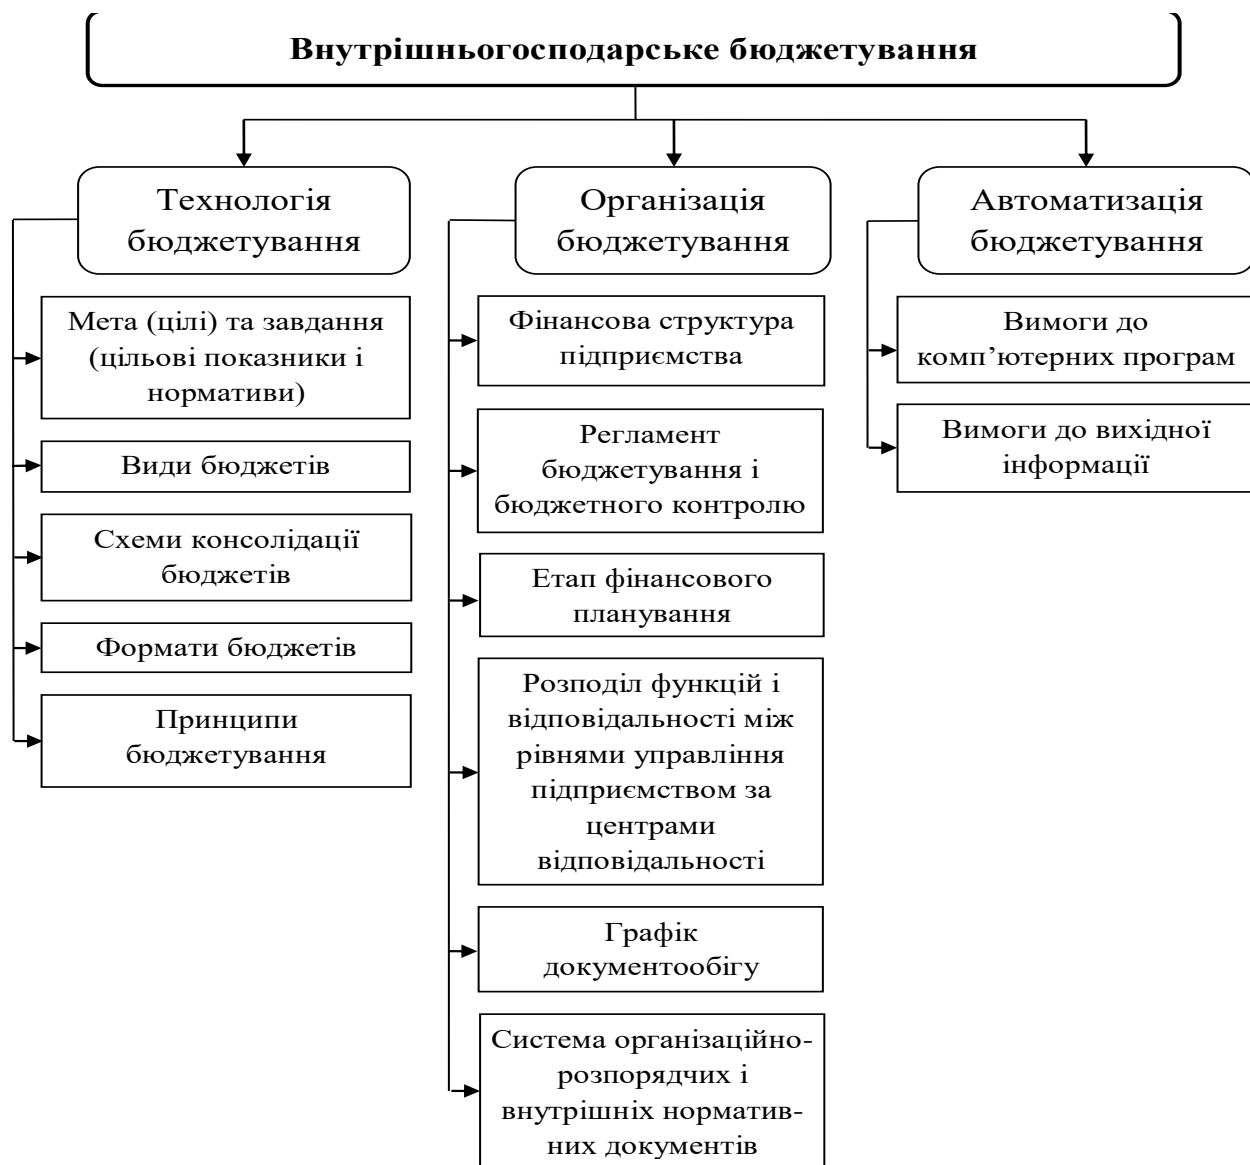 Внутрішньогосподарське бюджетування
Технологія
бюджетування
Мета (цілі) та завдання
(цільові показники і
нормативи)
Види бюджетів
Схеми консолідації
бюджетів
Формати бюджетів
Принципи
бюджетування
Організація
бюджетування
Фінансова структура
підприємства
Регламент
бюджетування і
бюджетного контролю
Етап фінансового
планування
Розподіл функцій і
відповідальності між
рівнями управління
підприємством за
центрами
відповідальності
Графік
документообігу
Система організаційно-
розпорядчих і
внутрішніх норматив-
них документів
Автоматизація
бюджетування
Вимоги до
комп’ютерних програм
Вимоги до вихідної
інформації